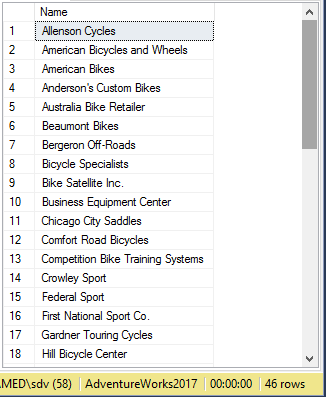 Name
1 Allenson Cycles
2 American Bicycles and Wheels
3 American Bikes
4 Anderson's Custom Bikes
5 Australia Bike Retailer
6 Beaumont Bikes
7 Bergeron Off-Roads
8 Bicycle Specialists
9 Bike Satellite Inc.
10 Business Equipment Center
11 Chicago City Saddles
12 Comfort Road Bicycles
13 Competition Bike Training Systems
14 Crowley Sport
15 Federal Sport
16 First National Sport Co.
17 Gardner Touring Cycles
18 Hill Bicycle Center
AMED\sdv (58) AdventureWorks2017 00:00:00 46 rows